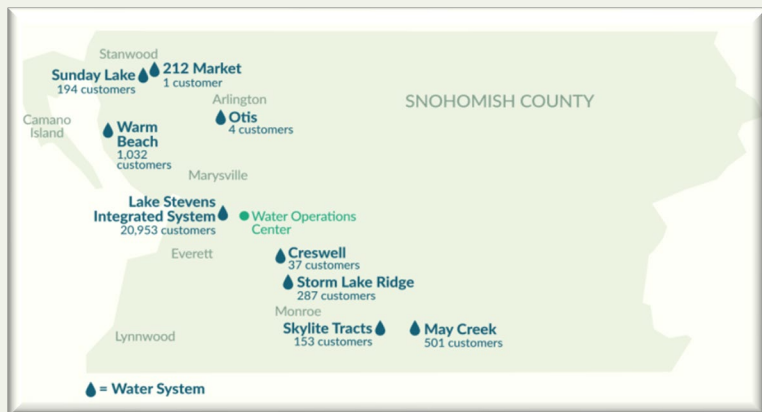 Stanwood
Sunday Lake
194 customers
212 Market
1 customer
Arlington
Otis
4 customers
SNOHOMISH COUNTY
Camano
Island
Warm
Beach
1,032
customers
Marysville
Lake Stevens
Integrated System
20,953 customers
Water Operations
Center
Everett
Creswell
37 customers
Storm Lake Ridge
287 customers
Monroe
Lynnwood
Skylite Tracts
153 customers
May Creek
501 customers
= Water System